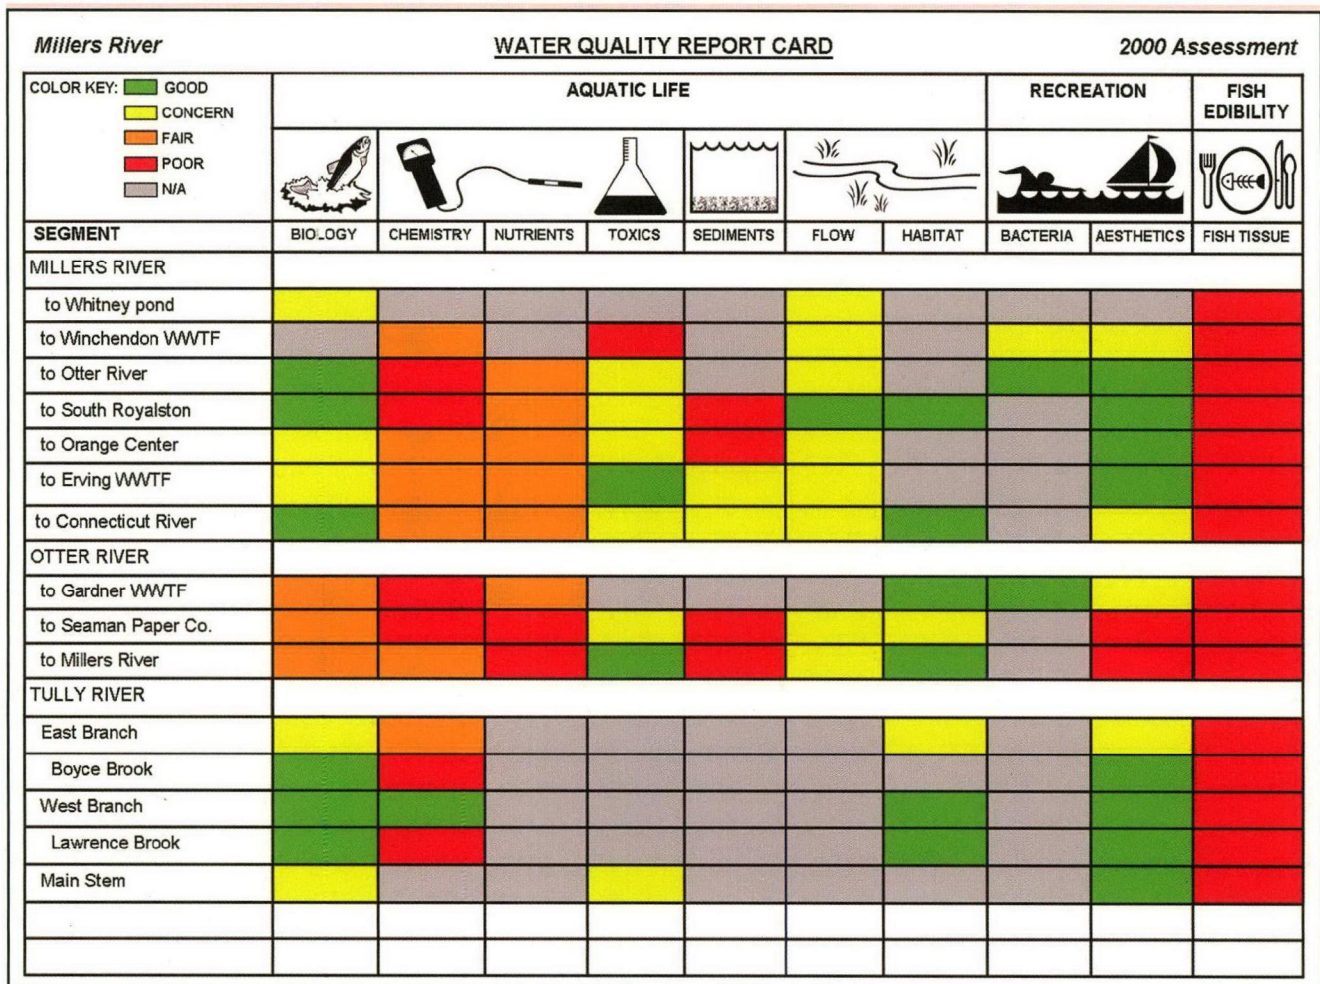 Millers River WATER QUALITY REPORT CARD 2000 Assessment
COLOR KEY: GOOD
CONCERN
FAIR
POOR
N/A
AQUATIC LIFE RECREATION FISH EDIBILITY
SEGMENT BIOLOGY CHEMISTRY NUTRIENTS TOXICS SEDIMENTS FLOW HABITAT BACTERIA AESTHETICS FISH TISSUE
MILLERS RIVER
to Whitney pond
to Winchendon WWTF
to Otter River
to South Royalston
to Orange Center
to Erving WWTF
to Connecticut River
OTTER RIVER
to Gardner WWTF
to Seaman Paper Co.
to Millers River
TULLY RIVER
East Branch
Boyce Brook
West Branch
Lawrence Brook
Main Stem